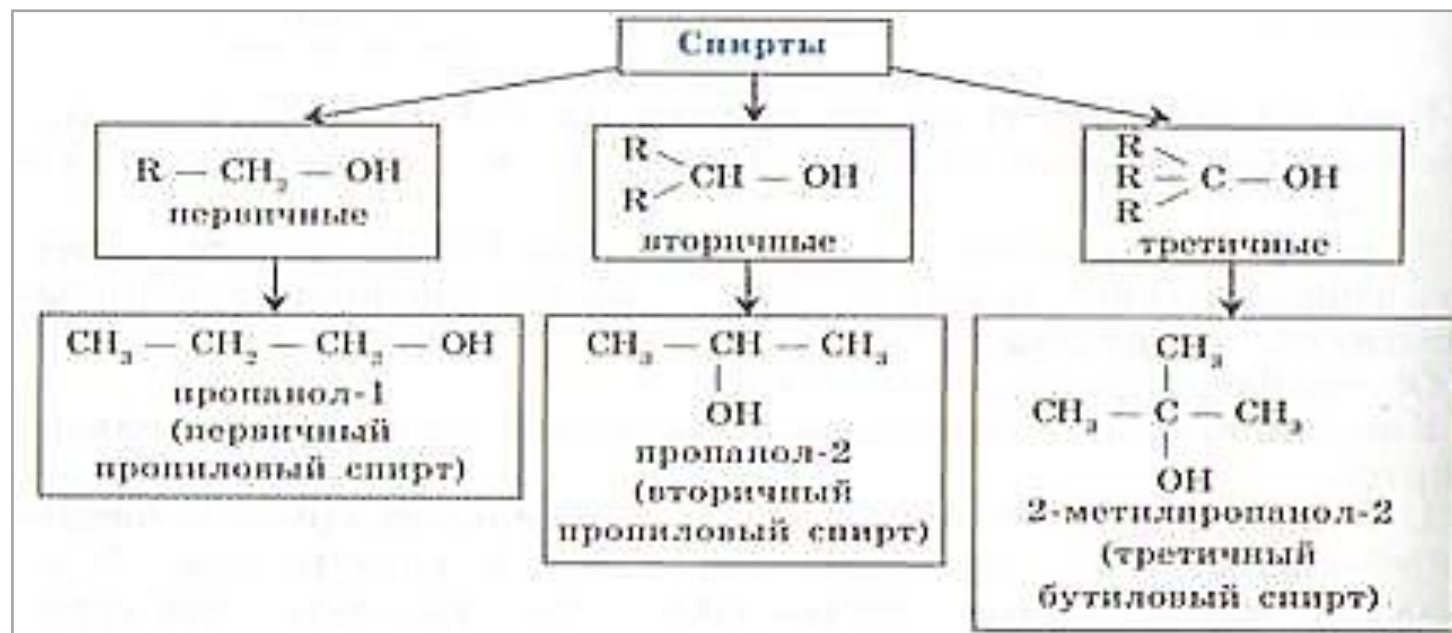 Спирты
R — CH₂ — OH
первичные
R
CH — OH
R
вторичные
R
R — C — OH
R
третичные
CH₃ — CH₂ — CH₂ — OH
пропанол-1
(первичный
пропиловый спирт)
CH₃ — CH — CH₃
|
OH
пропанол-2
(вторичный
пропиловый спирт)
CH₃
|
CH₃ — C — CH₃
|
OH
2-метилпропанол-2
(третичный
бутиловый спирт)